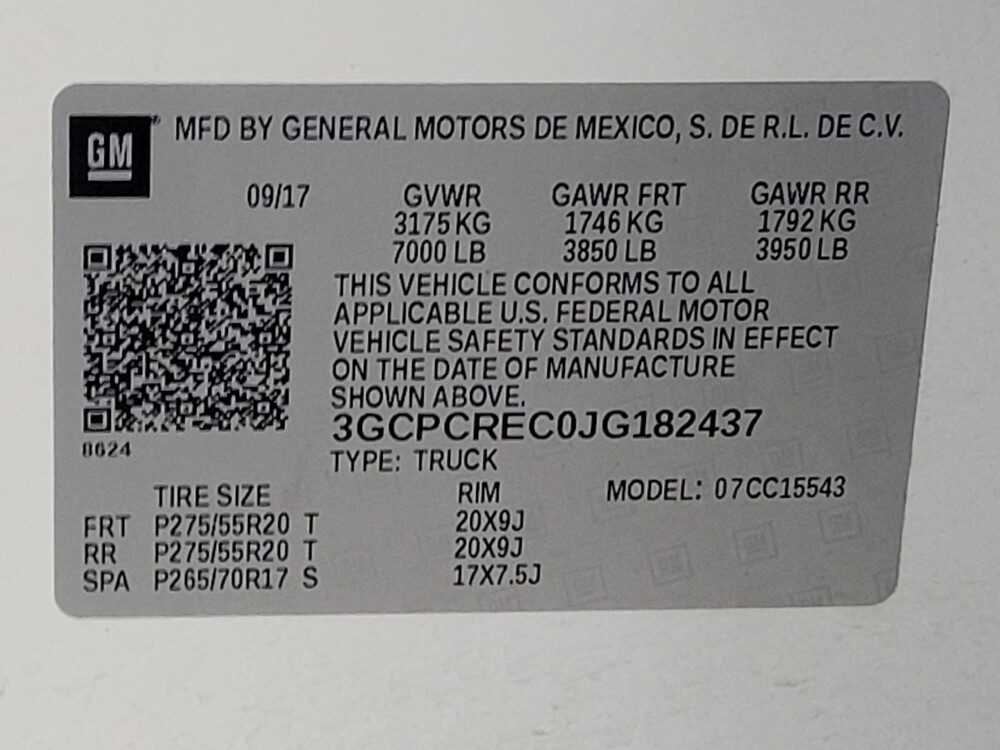 GM MFD BY GENERAL MOTORS DE MEXICO, S. DE R.L. DE C.V.
09/17 GVWR GAWR FRT GAWR RR
3175 KG 1746 KG 1792 KG
7000 LB 3850 LB 3950 LB
THIS VEHICLE CONFORMS TO ALL
APPLICABLE U.S. FEDERAL MOTOR
VEHICLE SAFETY STANDARDS IN EFFECT
ON THE DATE OF MANUFACTURE
SHOWN ABOVE.
3GCPCREC0JG182437
8624
TYPE: TRUCK
TIRE SIZE RIM MODEL: 07CC15543
FRT P275/55R20 T 20X9J
RR P275/55R20 T 20X9J
SPA P265/70R17 S 17X7.5J